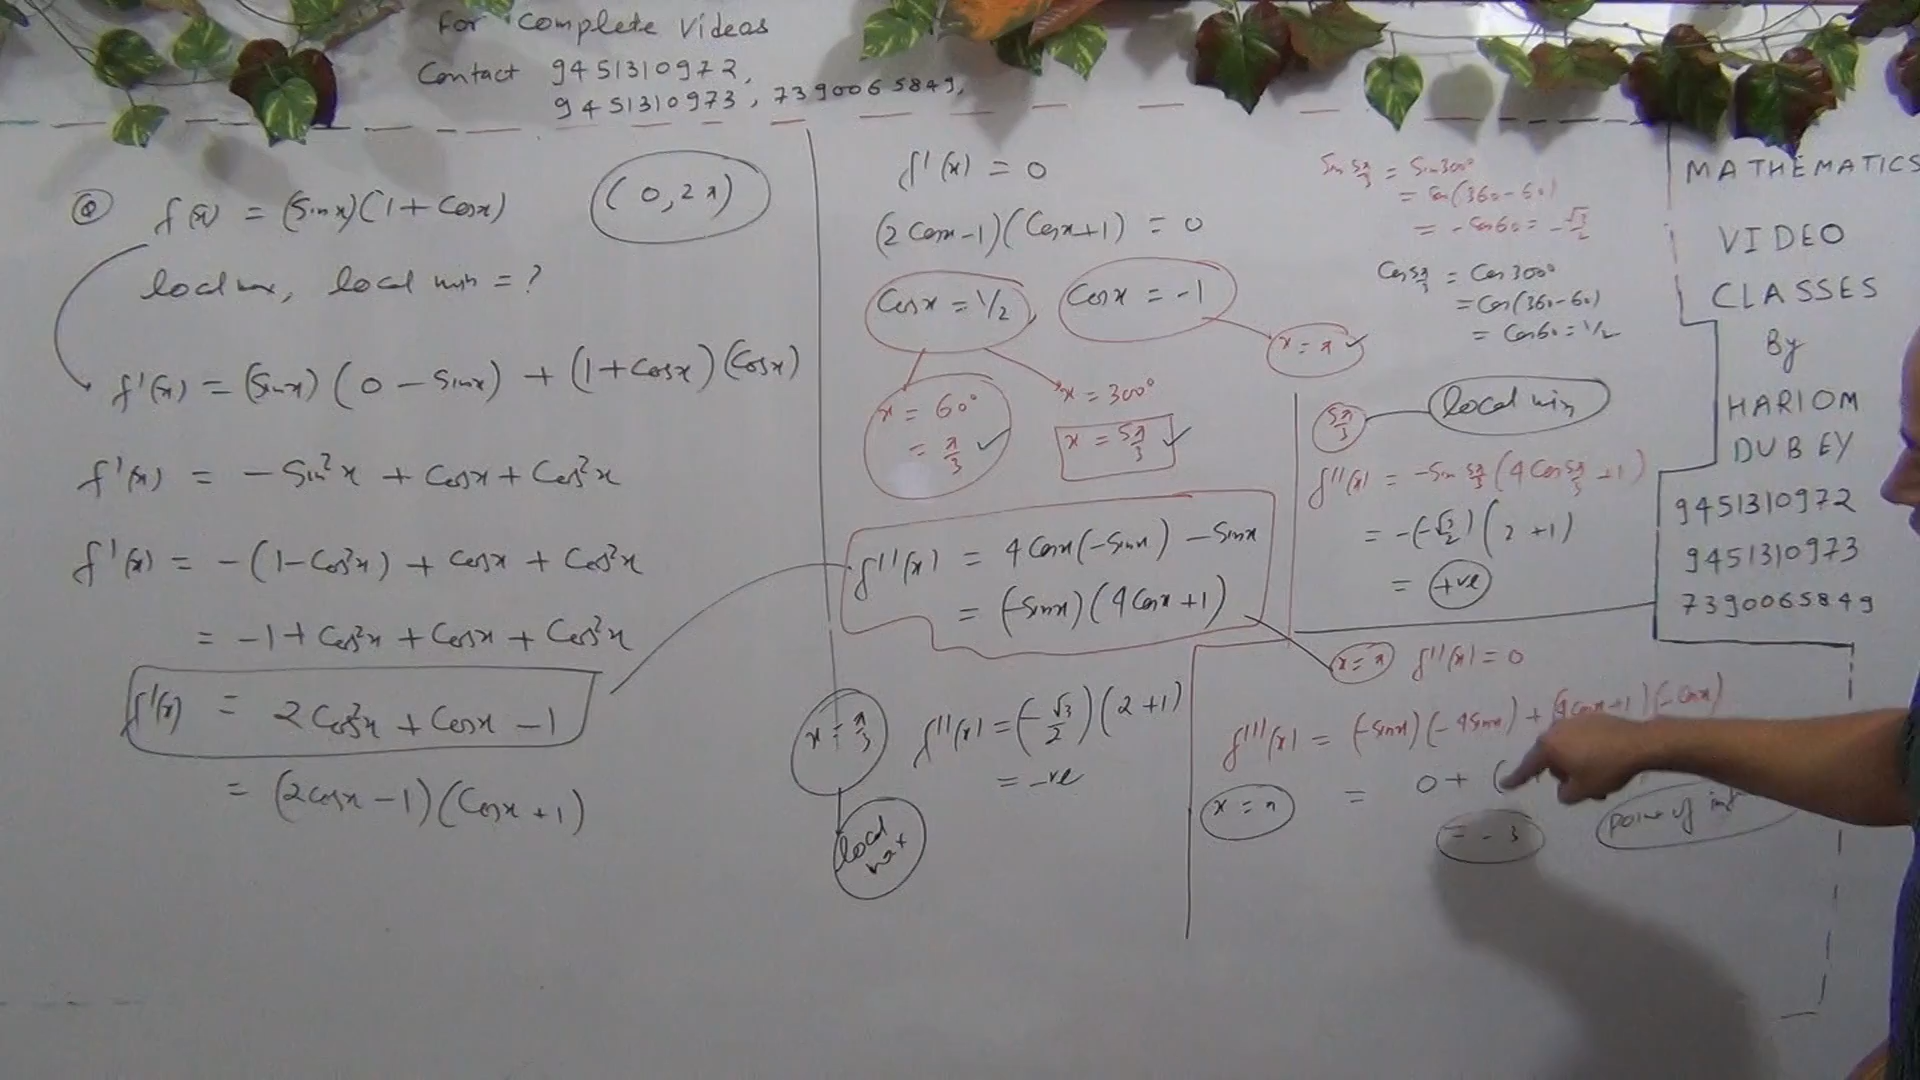 For Complete Videos
Contact 9451310972,
9451310973, 7390065849,
Q f(x) = (Sinx)(1 + Cosx) (0, 2π)
local max, local min = ?
f'(x) = (Sinx)(0 - Sinx) + (1 + Cosx)(Cosx)
f'(x) = - Sin²x + Cosx + Cos²x
f'(x) = -(1-Cos²x) + Cosx + Cos²x
= -1 + Cos²x + Cosx + Cos²x
f'(x) = 2Cos²x + Cosx - 1
= (2Cosx - 1)(Cosx + 1)
f'(x) = 0
(2Cosx-1)(Cosx+1) = 0
Cosx = 1/2, Cosx = -1
x = π ✓
x = 60°
= π/3 ✓
x = 300°
x = 5π/3 ✓
f''(x) = 4Cosx(-Sinx) - Sinx
= (-Sinx)(4Cosx + 1)
x = π/3 f''(x) = (-√3/2)(2+1)
= -ve
local max
Sin 5π/3 = Sin300°
= Sin(360-60)
= - Sin60 = -√3/2
Cos 5π/3 = Cos300°
= Cos(360-60)
= Cos60 = 1/2
5π/3 local min
f''(x) = -Sin 5π/3 (4Cos 5π/3 + 1)
= -(-√3/2)(2+1)
= +ve
x = π f''(x) = 0
f'''(x) = (-Sinx)(-4Sinx) + (4Cosx+1)(-Cosx)
x = π = 0 + (
= -3 point of
MATHEMATICS
VIDEO
CLASSES
By
HARIOM
DUBEY
9451310972
9451310973
7390065849